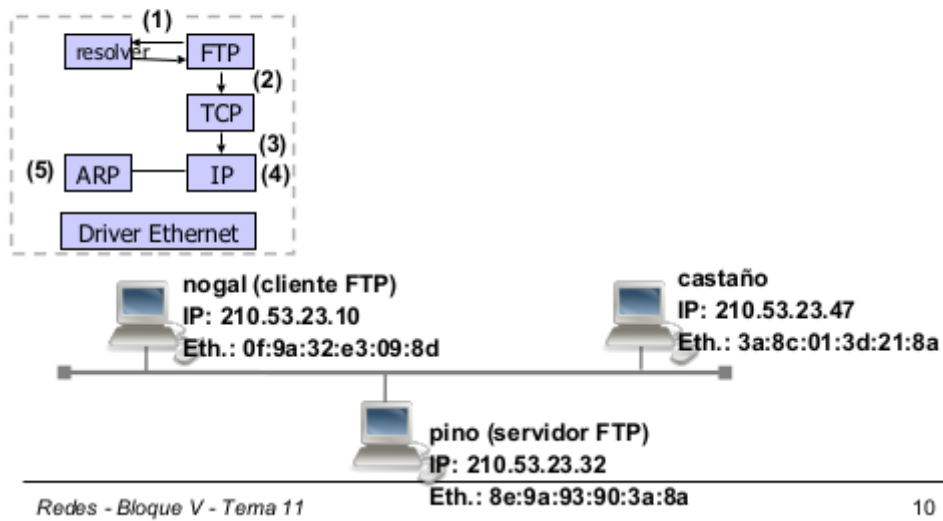 (1)
resolver
FTP
(2)
TCP
(3)
(5)
ARP
IP
(4)
Driver Ethernet
nogal (cliente FTP)
IP: 210.53.23.10
Eth.: 0f:9a:32:e3:09:8d
castaño
IP: 210.53.23.47
Eth.: 3a:8c:01:3d:21:8a
pino (servidor FTP)
IP: 210.53.23.32
Eth.: 8e:9a:93:90:3a:8a
Redes - Bloque V - Tema 11
10